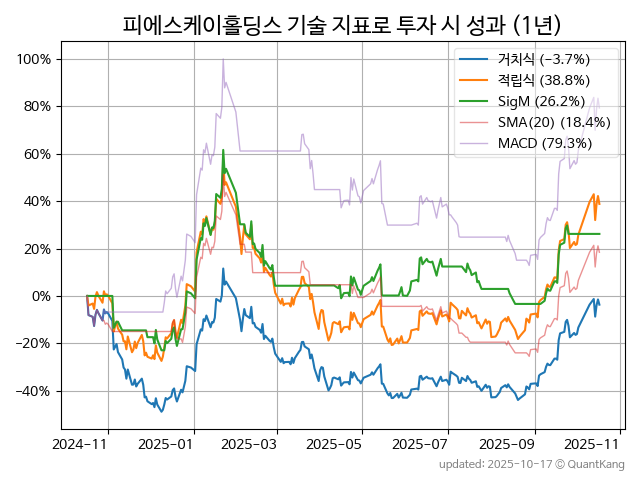 피에스케이홀딩스 기술 지표로 투자 시 성과 (1년)
거치식 (-3.7%)
적립식 (38.8%)
SigM (26.2%)
SMA(20) (18.4%)
MACD (79.3%)
100%
80%
60%
40%
20%
0%
-20%
-40%
2024-11
2025-01
2025-03
2025-05
2025-07
2025-09
2025-11
updated: 2025-10-17 © QuantKang